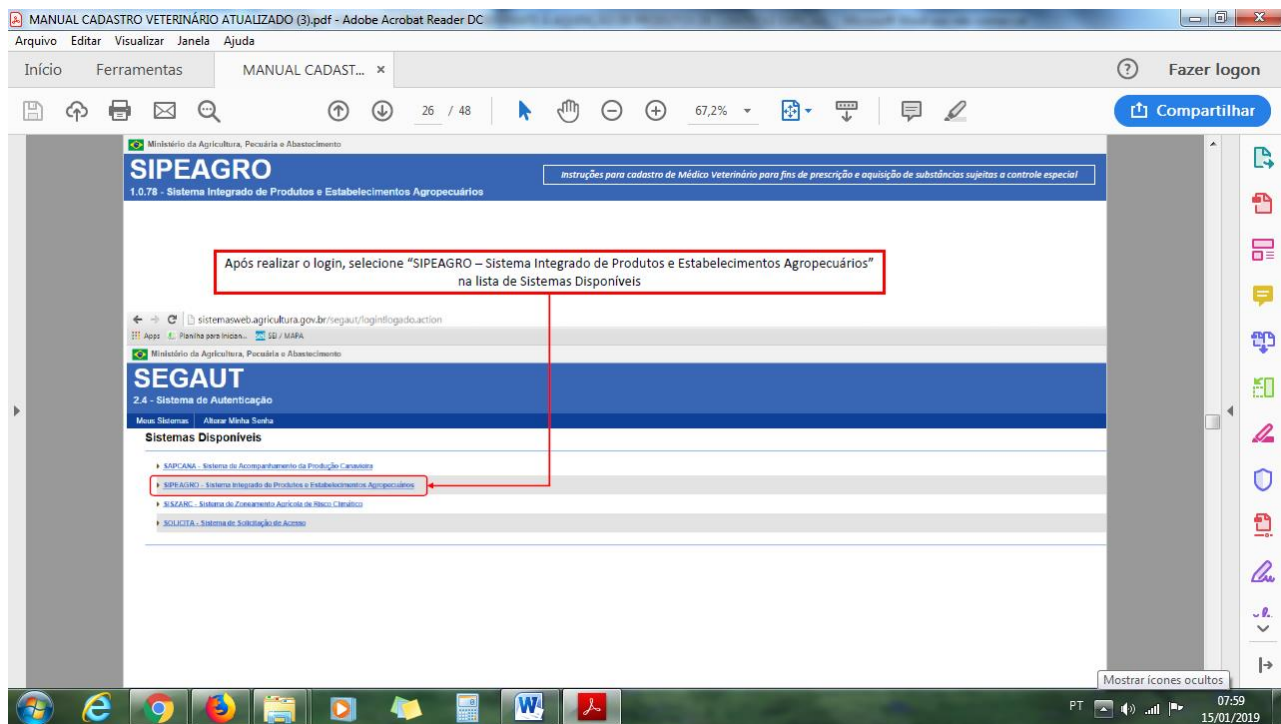 MANUAL CADASTRO VETERINÁRIO ATUALIZADO (3).pdf - Adobe Acrobat Reader DC
Arquivo Editar Visualizar Janela Ajuda
Início Ferramentas MANUAL CADAST... × Fazer logon
26 / 48 67,2% Compartilhar
Ministério da Agricultura, Pecuária e Abastecimento
SIPEAGRO
Instruções para cadastro de Médico Veterinário para fins de prescrição e aquisição de substâncias sujeitas a controle especial
1.0.78 - Sistema Integrado de Produtos e Estabelecimentos Agropecuários
Após realizar o login, selecione “SIPEAGRO – Sistema Integrado de Produtos e Estabelecimentos Agropecuários”
na lista de Sistemas Disponíveis
sistemasweb.agricultura.gov.br/segaut/loginflogado.action
Apps Planilha para Inician... SEI / MAPA
Ministério da Agricultura, Pecuária e Abastecimento
SEGAUT
2.4 - Sistema de Autenticação
Meus Sistemas Alterar Minha Senha
Sistemas Disponíveis
SAPCANA - Sistema de Acompanhamento da Produção Canavieira
SIPEAGRO - Sistema Integrado de Produtos e Estabelecimentos Agropecuários
SISZARC - Sistema de Zoneamento Agrícola de Risco Climático
SOLICITA - Sistema de Solicitação de Acesso
Mostrar ícones ocultos
PT 07:59
15/01/2019